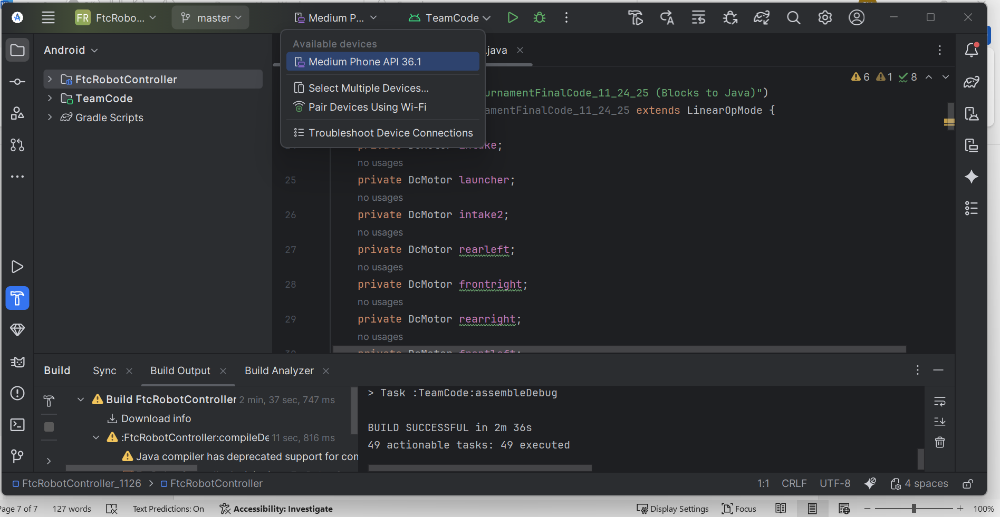 FR FtcRobo... master Medium P... TeamCode
Android
Available devices
Medium Phone API 36.1
Select Multiple Devices...
Pair Devices Using Wi-Fi
Troubleshoot Device Connections
.java
FtcRobotController
TeamCode
Gradle Scripts
6 1 8
urnamentFinalCode_11_24_25 (Blocks to Java)")
amentFinalCode_11_24_25 extends LinearOpMode {
ke;
no usages
25 private DcMotor launcher;
no usages
26 private DcMotor intake2;
no usages
27 private DcMotor rearleft;
no usages
28 private DcMotor frontright;
no usages
29 private DcMotor rearright;
no usages
private DcMotor frontleft;
Build Sync Build Output Build Analyzer
Build FtcRobotController 2 min, 37 sec, 747 ms
Download info
:FtcRobotController:compileDe 11 sec, 816 ms
Java compiler has deprecated support for con
> Task :TeamCode:assembleDebug
BUILD SUCCESSFUL in 2m 36s
49 actionable tasks: 49 executed
FtcRobotController_1126 > FtcRobotController
1:1 CRLF UTF-8 4 spaces
Page 7 of 7 127 words Text Predictions: On Accessibility: Investigate Display Settings Focus 100%